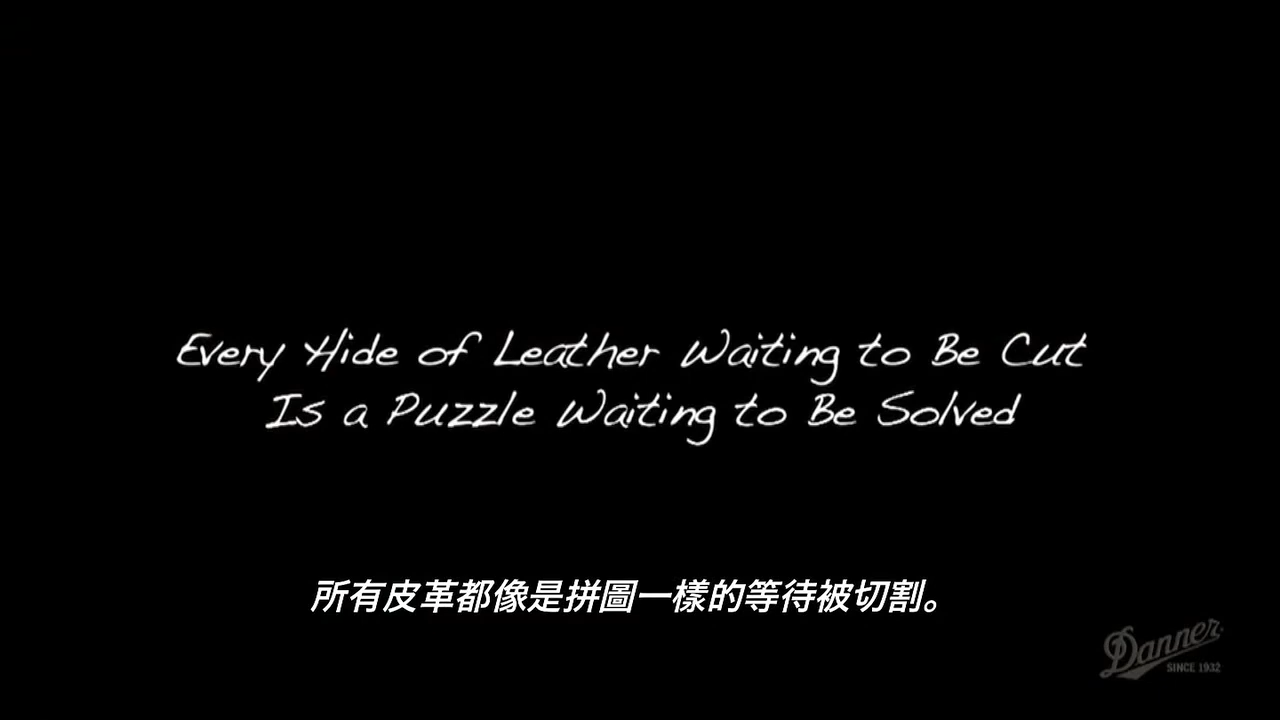 Every Hide of Leather Waiting to Be Cut
Is a Puzzle Waiting to Be Solved
所有皮革都像是拼圖一樣的等待被切割。
Danner
SINCE 1932